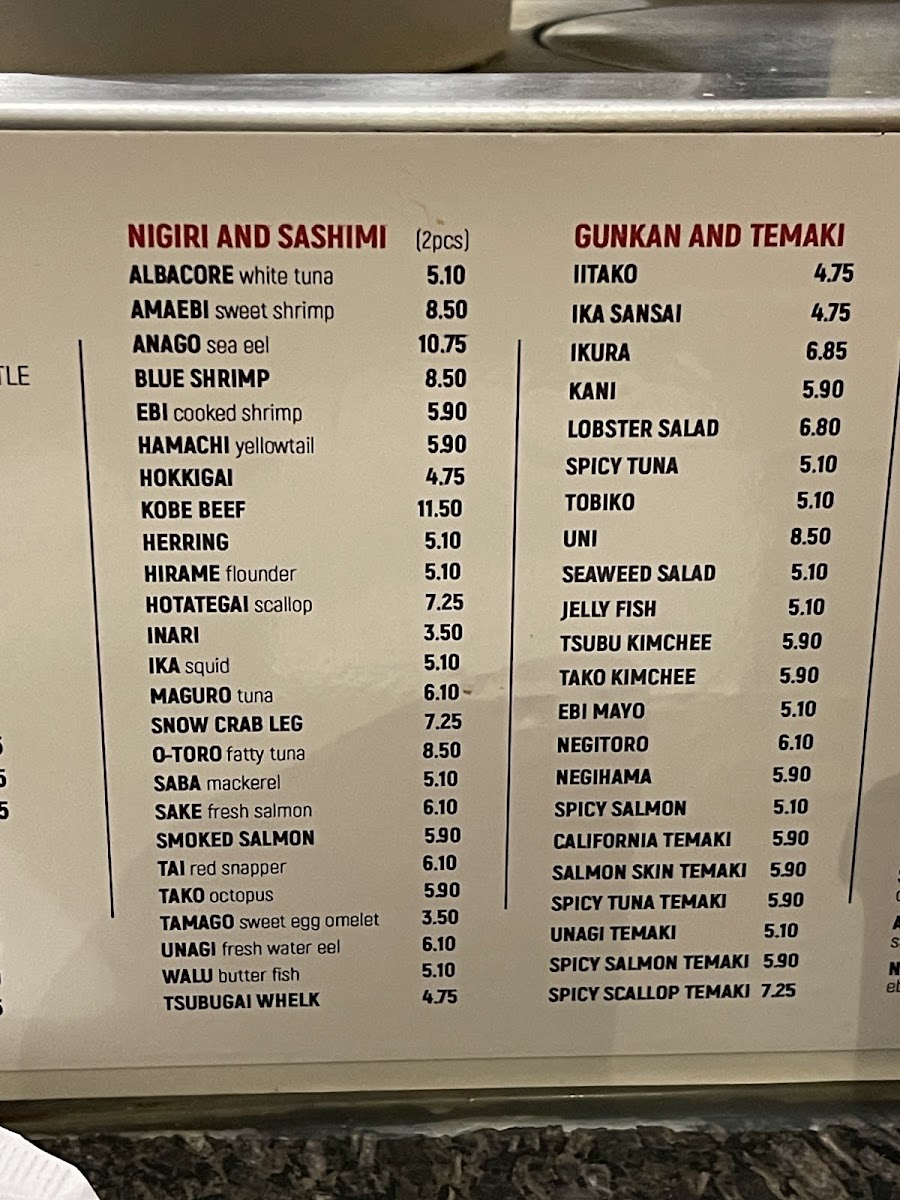 TLE
5
5
5
5
NIGIRI AND SASHIMI (2pcs)
ALBACORE white tuna 5.10
AMAEBI sweet shrimp 8.50
ANAGO sea eel 10.75
BLUE SHRIMP 8.50
EBI cooked shrimp 5.90
HAMACHI yellowtail 5.90
HOKKIGAI 4.75
KOBE BEEF 11.50
HERRING 5.10
HIRAME flounder 5.10
HOTATEGAI scallop 7.25
INARI 3.50
IKA squid 5.10
MAGURO tuna 6.10
SNOW CRAB LEG 7.25
O-TORO fatty tuna 8.50
SABA mackerel 5.10
SAKE fresh salmon 6.10
SMOKED SALMON 5.90
TAI red snapper 6.10
TAKO octopus 5.90
TAMAGO sweet egg omelet 3.50
UNAGI fresh water eel 6.10
WALU butter fish 5.10
TSUBUGAI WHELK 4.75
GUNKAN AND TEMAKI
IITAKO 4.75
IKA SANSAI 4.75
IKURA 6.85
KANI 5.90
LOBSTER SALAD 6.80
SPICY TUNA 5.10
TOBIKO 5.10
UNI 8.50
SEAWEED SALAD 5.10
JELLY FISH 5.10
TSUBU KIMCHEE 5.90
TAKO KIMCHEE 5.90
EBI MAYO 5.10
NEGITORO 6.10
NEGIHAMA 5.90
SPICY SALMON 5.10
CALIFORNIA TEMAKI 5.90
SALMON SKIN TEMAKI 5.90
SPICY TUNA TEMAKI 5.90
UNAGI TEMAKI 5.10
SPICY SALMON TEMAKI 5.90
SPICY SCALLOP TEMAKI 7.25